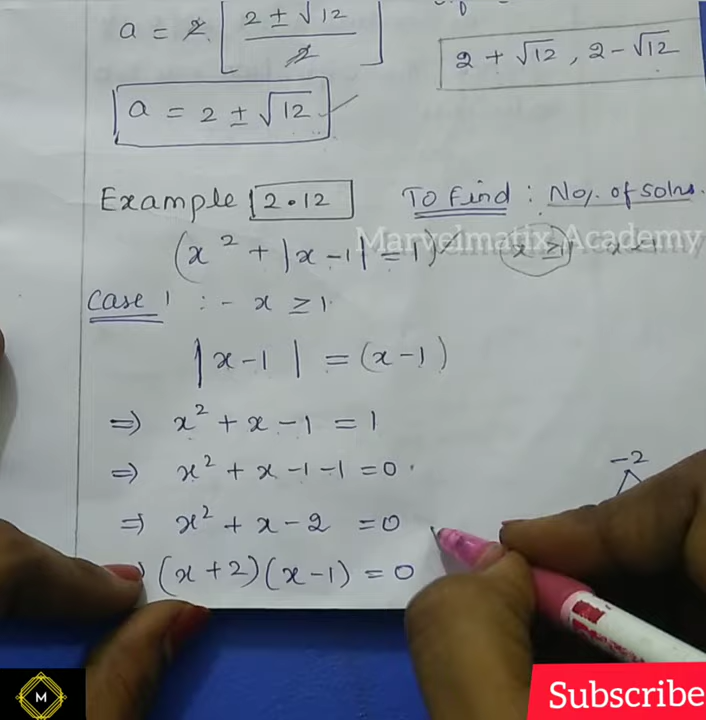 a = 2 [ 2 ± √12 / 2 ]
2 + √12 , 2 - √12
a = 2 ± √12
Example 2.12 To Find : No. of solns.
(x² + |x - 1| = 1) x ≥ 1
Marvelmatix Academy
Case 1 : - x ≥ 1
|x - 1| = (x - 1)
⇒ x² + x - 1 = 1
⇒ x² + x - 1 - 1 = 0
-2
⇒ x² + x - 2 = 0
(x + 2)(x - 1) = 0
M
Subscribe